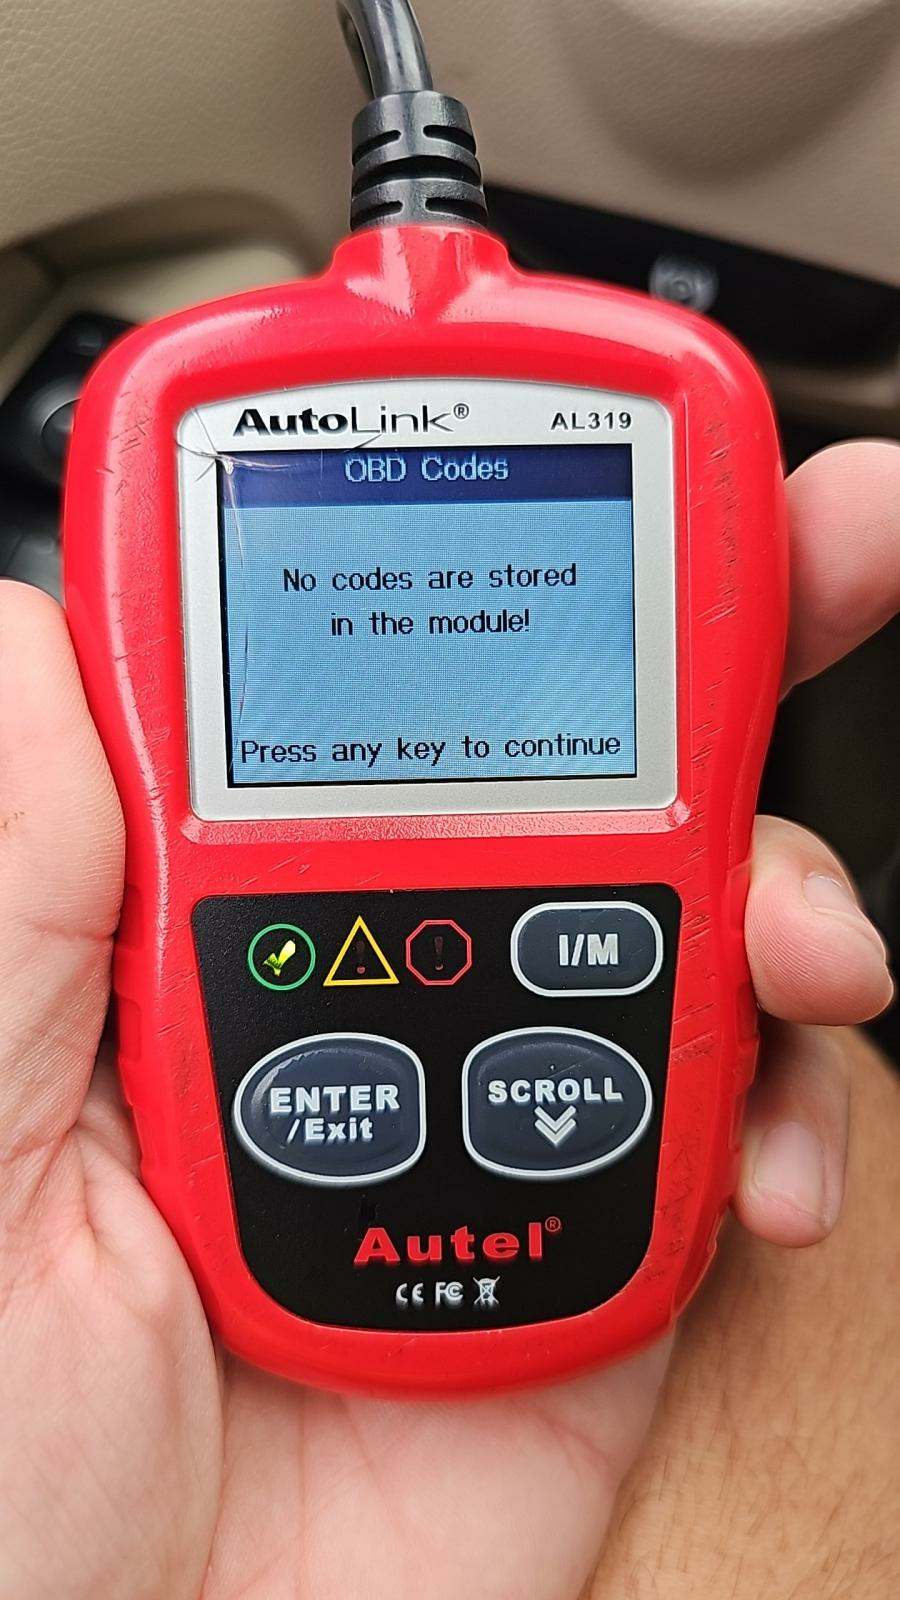 AutoLink® AL319
OBD Codes
No codes are stored
in the module!
Press any key to continue
I/M
ENTER
/Exit
SCROLL
Autel®
CE FC